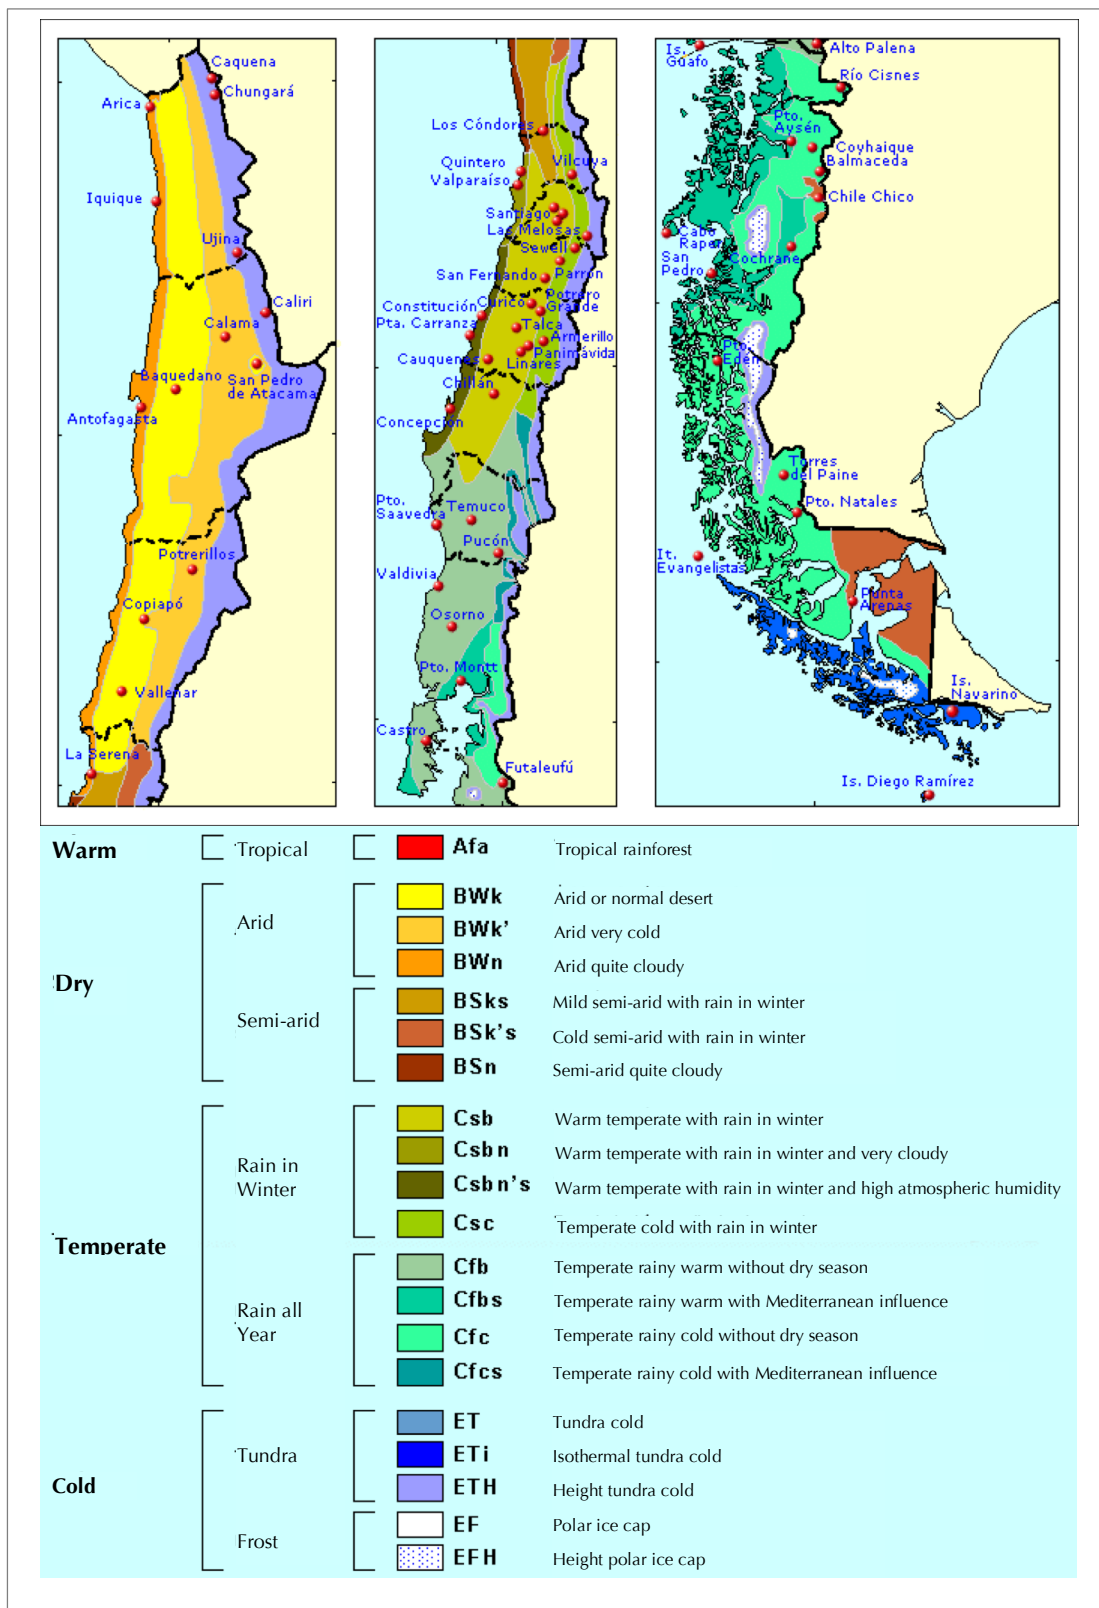 Caquena
Chungará
Arica
Iquique
Ujina
Caliri
Calama
Baquedano
San Pedro
de Atacama
Antofagasta
Potrerillos
Copiapó
Vallenar
La Serena
Los Cóndores
Quintero
Vilcuya
Valparaíso
Santiago
Las Melosas
Sewell
San Fernando
Parron
Constitución
Curico
Potrero
Grande
Pta. Carranza
Talca
Armerillo
Cauquenes
Panimávida
Linares
Chillán
Concepción
Pto.
Saavedra
Temuco
Pucón
Valdivia
Osorno
Pto. Montt
Castro
Futaleufú
Is.
Guafo
Alto Palena
Río Cisnes
Pto.
Aysén
Coyhaique
Balmaceda
Chile Chico
Cabo
Raper
San
Pedro
Cochrane
Pto.
Edén
Torres
del Paine
Pto. Natales
It.
Evangelistas
Punta
Arenas
Is.
Navarino
Is. Diego Ramírez
Warm
Tropical
Afa Tropical rainforest
Dry
Arid
BWk Arid or normal desert
BWk' Arid very cold
BWn Arid quite cloudy
Semi-arid
BSks Mild semi-arid with rain in winter
BSk's Cold semi-arid with rain in winter
BSn Semi-arid quite cloudy
Temperate
Rain in
Winter
Csb Warm temperate with rain in winter
Csbn Warm temperate with rain in winter and very cloudy
Csbn's Warm temperate with rain in winter and high atmospheric humidity
Csc Temperate cold with rain in winter
Rain all
Year
Cfb Temperate rainy warm without dry season
Cfbs Temperate rainy warm with Mediterranean influence
Cfc Temperate rainy cold without dry season
Cfcs Temperate rainy cold with Mediterranean influence
Cold
Tundra
ET Tundra cold
ETi Isothermal tundra cold
ETH Height tundra cold
Frost
EF Polar ice cap
EFH Height polar ice cap